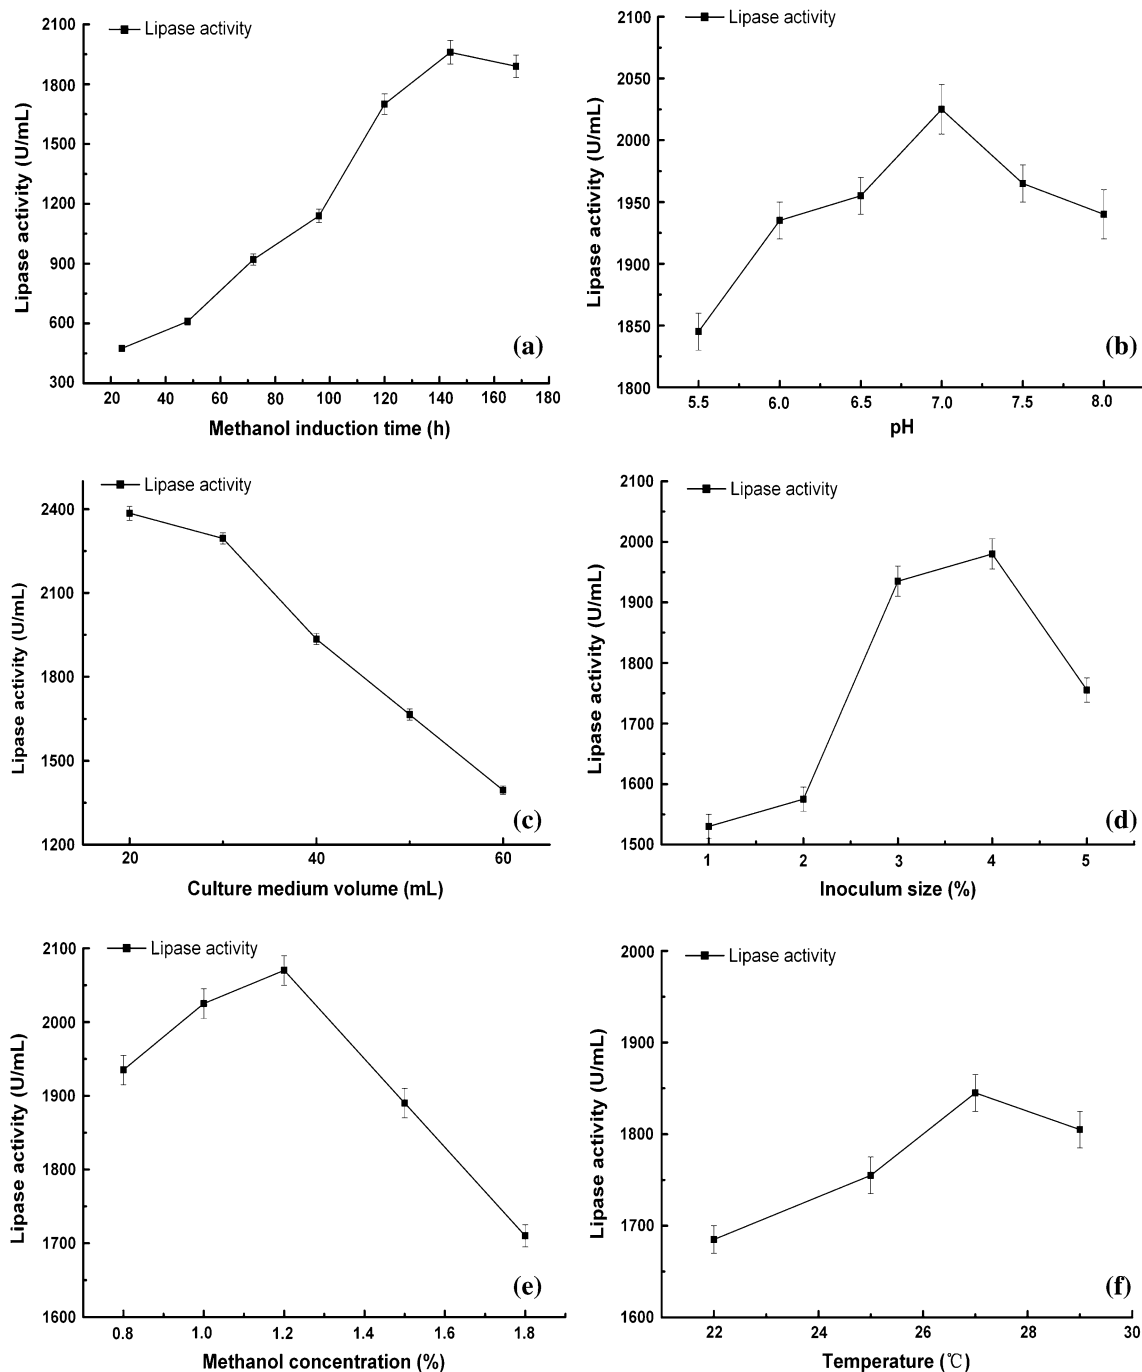 Lipase activity
2100
1800
1500
1200
900
600
300
Lipase activity (U/mL)
20 40 60 80 100 120 140 160 180
Methanol induction time (h)
(a)
Lipase activity
2100
2050
2000
1950
1900
1850
1800
Lipase activity (U/mL)
5.5 6.0 6.5 7.0 7.5 8.0
pH
(b)
Lipase activity
2400
2100
1800
1500
1200
Lipase activity (U/mL)
20 40 60
Culture medium volume (mL)
(c)
Lipase activity
2100
2000
1900
1800
1700
1600
1500
Lipase activity (U/mL)
1 2 3 4 5
Inoculum size (%)
(d)
Lipase activity
2100
2000
1900
1800
1700
1600
Lipase activity (U/mL)
0.8 1.0 1.2 1.4 1.6 1.8
Methanol concentration (%)
(e)
Lipase activity
2000
1900
1800
1700
1600
Lipase activity (U/mL)
22 24 26 28 30
Temperature (℃)
(f)